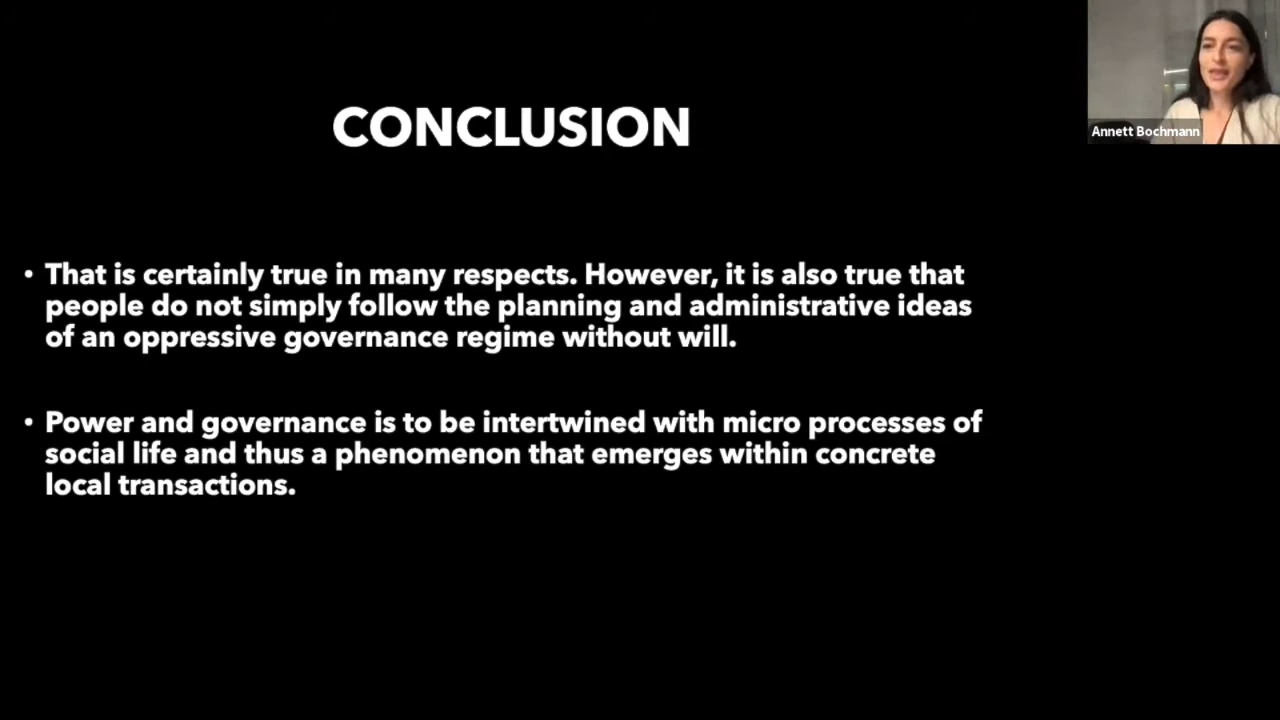 CONCLUSION
Annett Bochmann
• That is certainly true in many respects. However, it is also true that
people do not simply follow the planning and administrative ideas
of an oppressive governance regime without will.
• Power and governance is to be intertwined with micro processes of
social life and thus a phenomenon that emerges within concrete
local transactions.